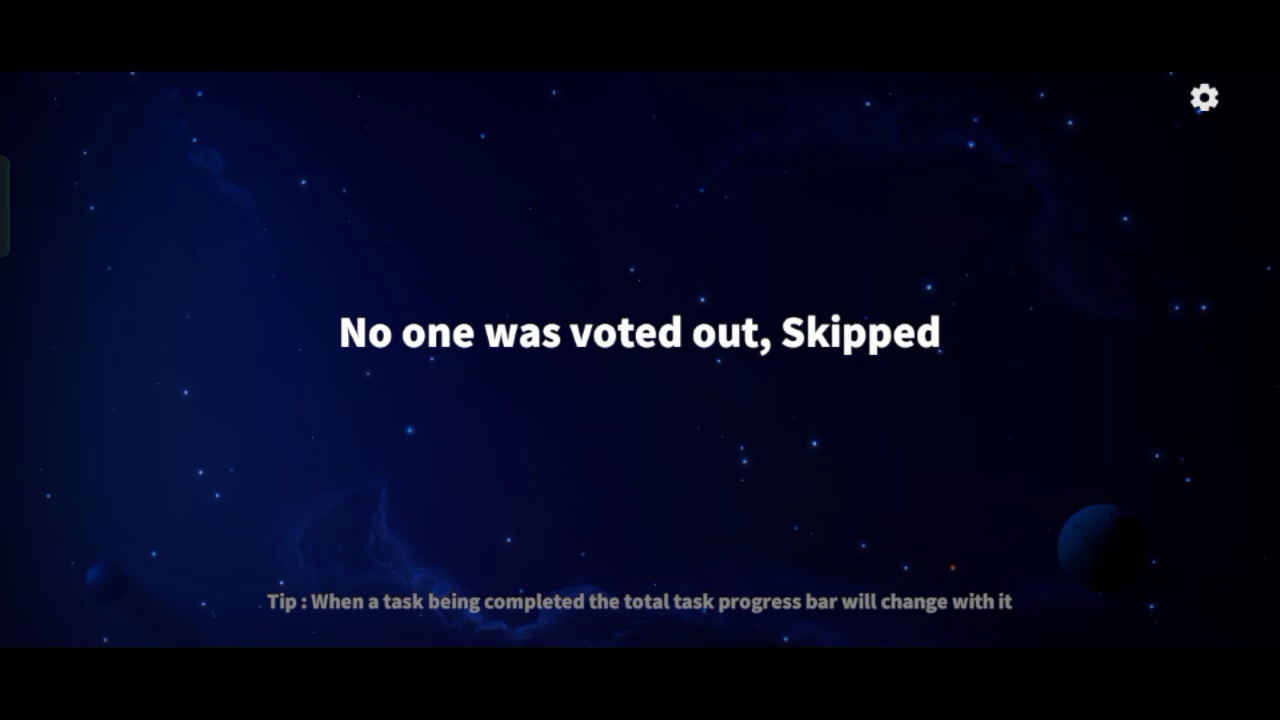 No one was voted out, Skipped
Tip : When a task being completed the total task progress bar will change with it